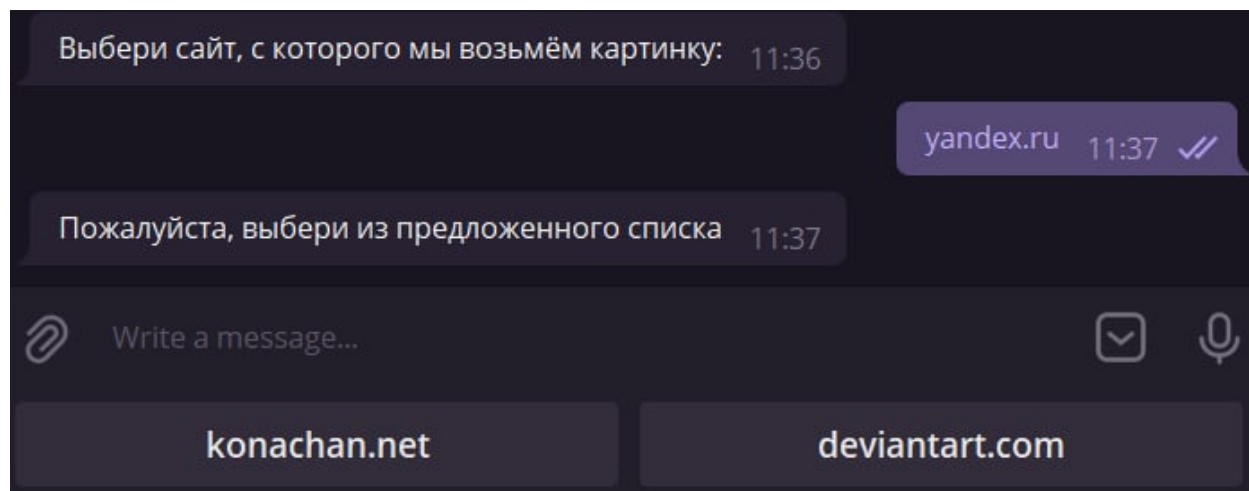 Выбери сайт, с которого мы возьмём картинку: 11:36
yandex.ru 11:37
Пожалуйста, выбери из предложенного списка 11:37
Write a message...
konachan.net
deviantart.com